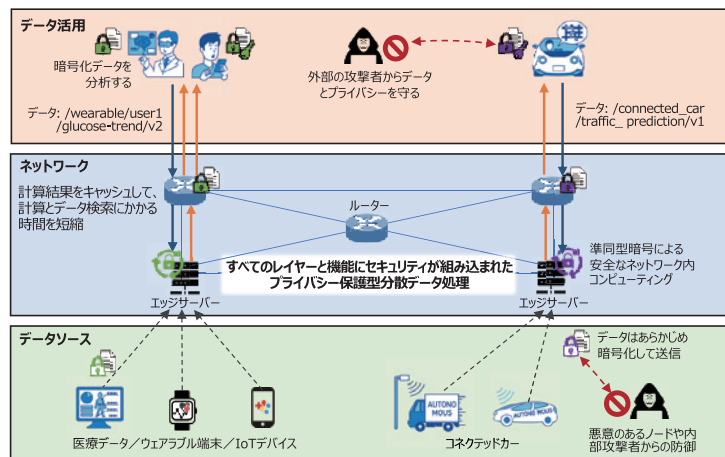 データ活用
暗号化データを
分析する
外部の攻撃者からデータ
とプライバシーを守る
データ: /wearable/user1
/glucose-trend/v2
データ: /connected_car
/traffic_ prediction/v1
ネットワーク
計算結果をキャッシュして、
計算とデータ検索にかかる
時間を短縮
ルーター
すべてのレイヤーと機能にセキュリティが組み込まれた
プライバシー保護型分散データ処理
準同型暗号による
安全なネットワーク内
コンピューティング
エッジサーバー
エッジサーバー
データソース
データはあらかじめ
暗号化して送信
AUTONO
MOUS
AUTONO MOUS
医療データ／ウェアラブル端末／IoTデバイス
コネクテッドカー
悪意のあるノードや内
部攻撃者からの防御